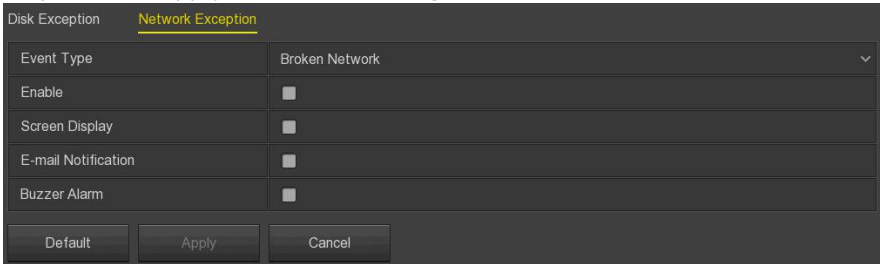 Disk Exception Network Exception
Event Type Broken Network
Enable
Screen Display
E-mail Notification
Buzzer Alarm
Default Apply Cancel